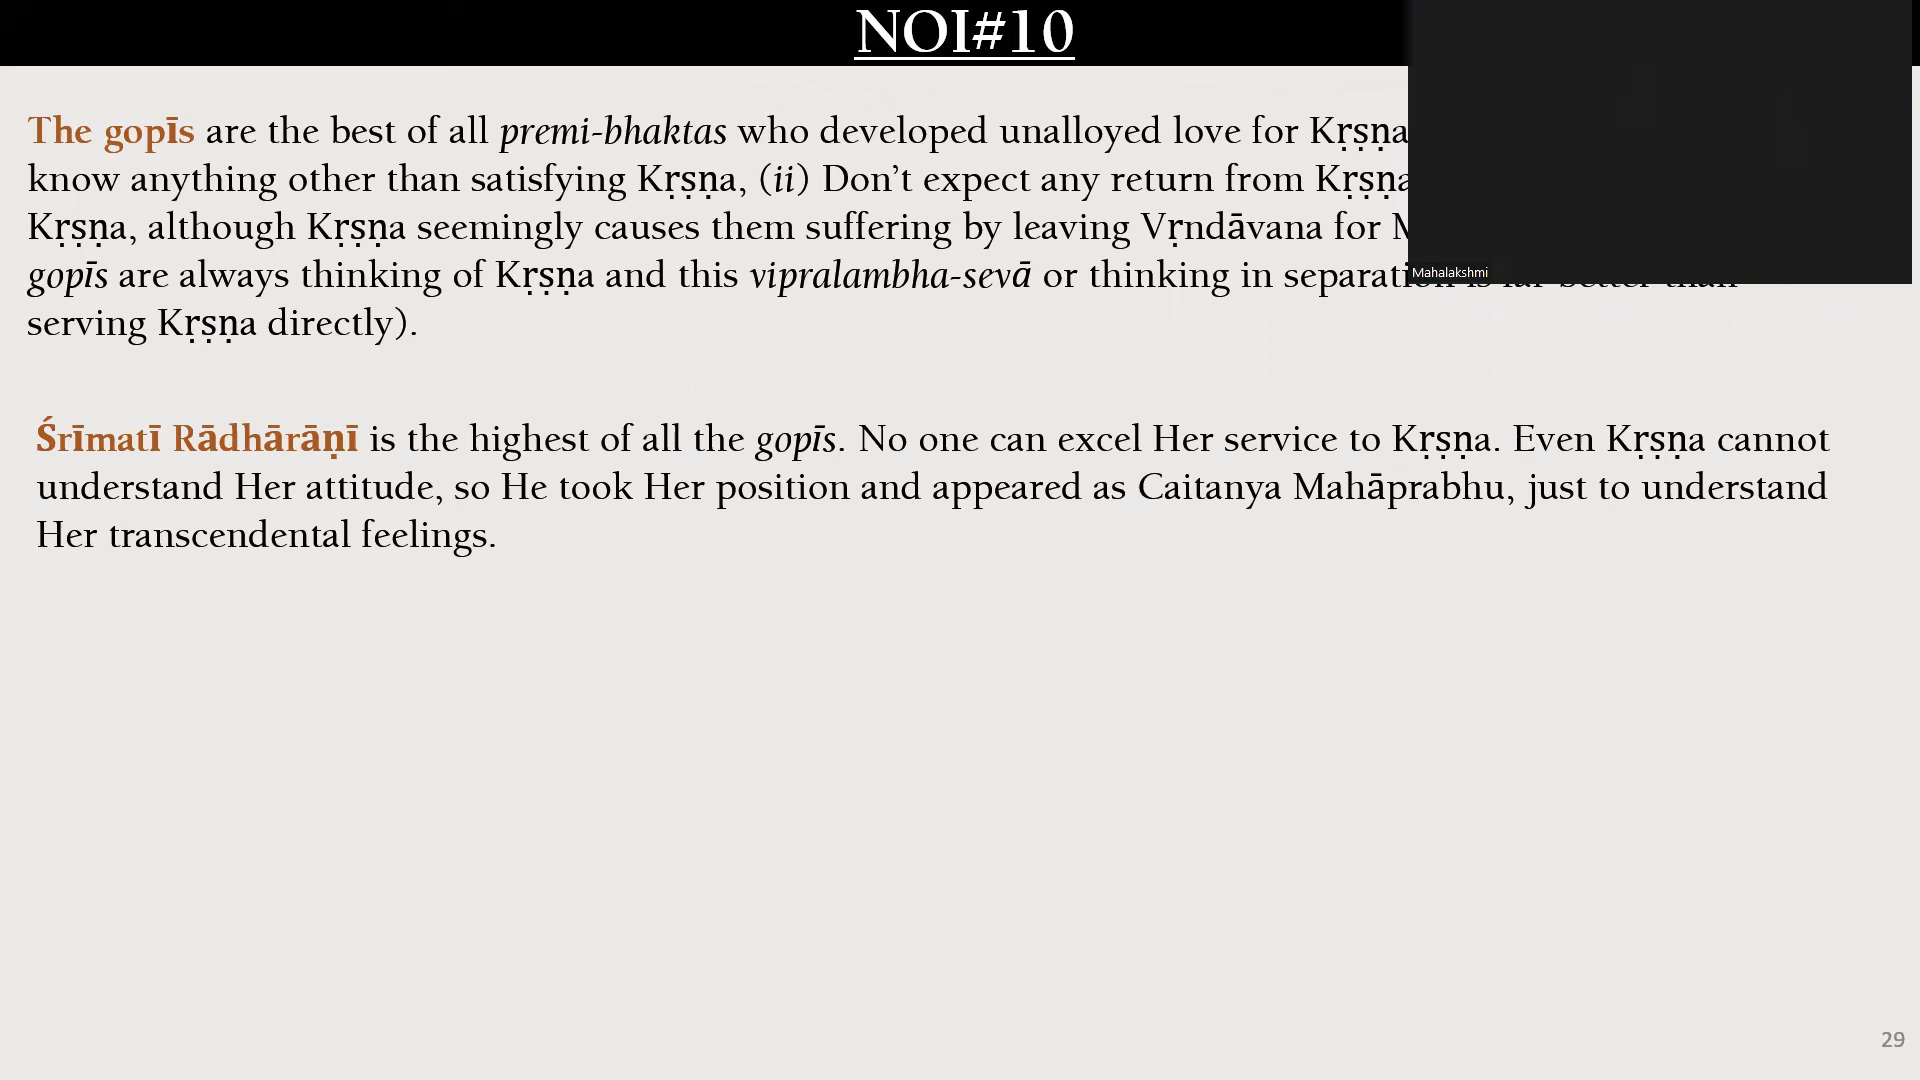 NOI#10
The gopīs are the best of all premi-bhaktas who developed unalloyed love for Kṛṣṇa
know anything other than satisfying Kṛṣṇa, (ii) Don’t expect any return from Kṛṣṇa
Kṛṣṇa, although Kṛṣṇa seemingly causes them suffering by leaving Vṛndāvana for
Mahalakshmi
gopīs are always thinking of Kṛṣṇa and this vipralambha-sevā or thinking in
serving Kṛṣṇa directly).
Śrīmatī Rādhārāṇī is the highest of all the gopīs. No one can excel Her service to Kṛṣṇa. Even Kṛṣṇa cannot
understand Her attitude, so He took Her position and appeared as Caitanya Mahāprabhu, just to understand
Her transcendental feelings.
29